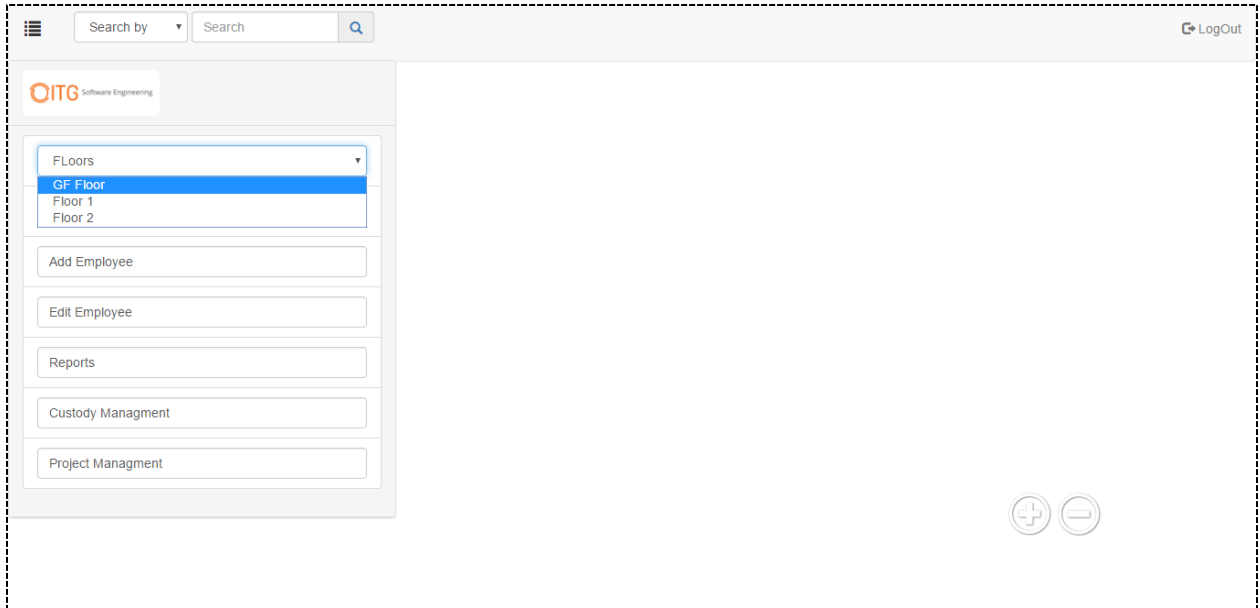 Search by
Search
LogOut
OITG Software Engineering
FLoors
GF Floor
Floor 1
Floor 2
Add Employee
Edit Employee
Reports
Custody Managment
Project Managment